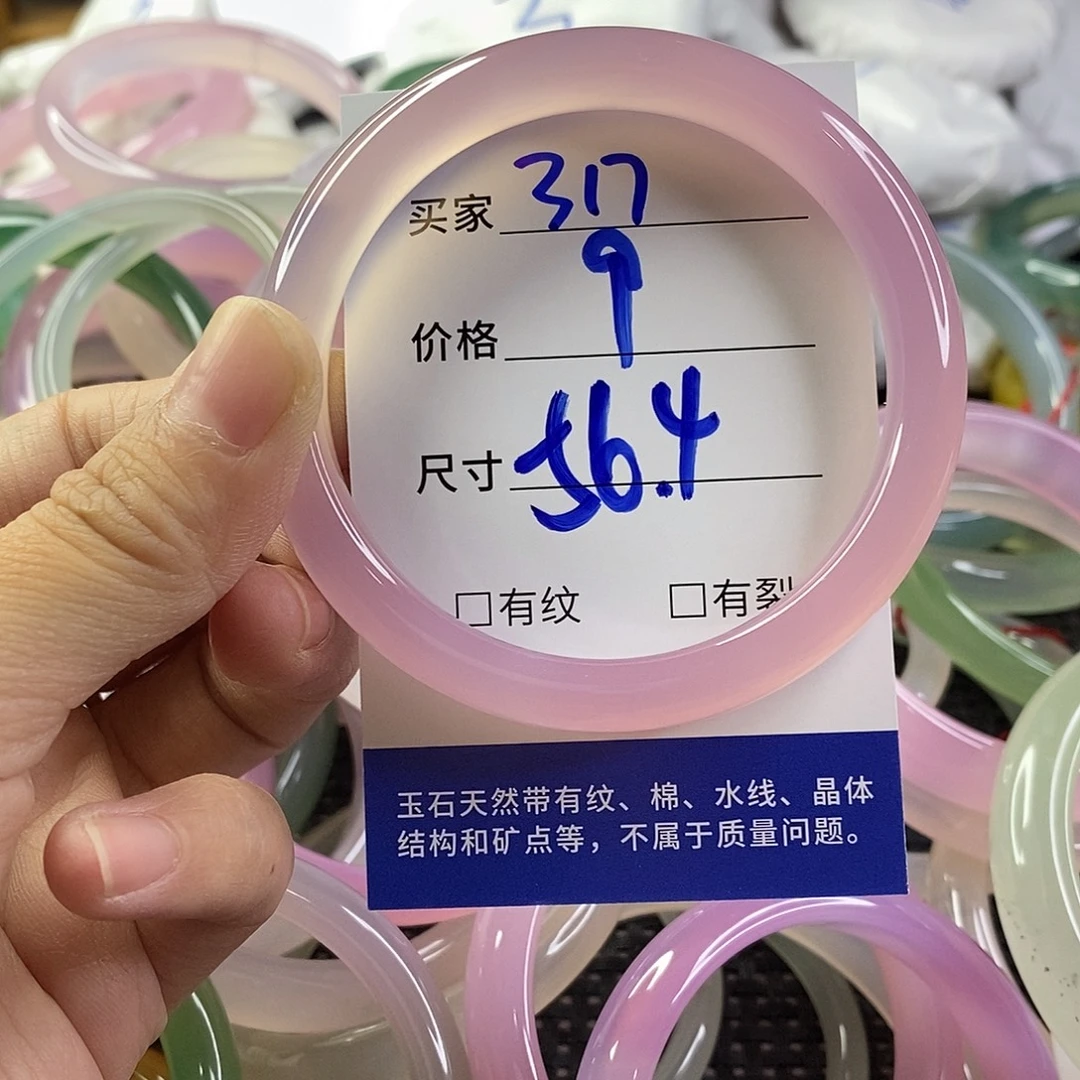 买家 317
价格 9
尺寸 56.4
□有纹 □有裂
玉石天然带有纹、棉、水线、晶体
结构和矿点等，不属于质量问题。